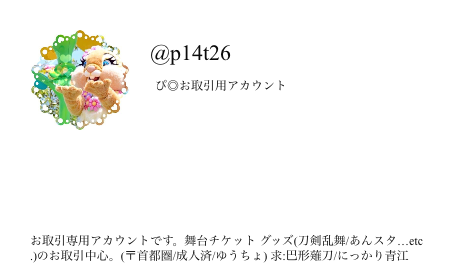 @p14t26
ぴ◎お取引用アカウント
お取引専用アカウントです。舞台チケット グッズ(刀剣乱舞/あんスタ…etc
.)のお取引中心。(〒首都圏/成人済/ゆうちょ) 求:巴形薙刀/にっかり青江